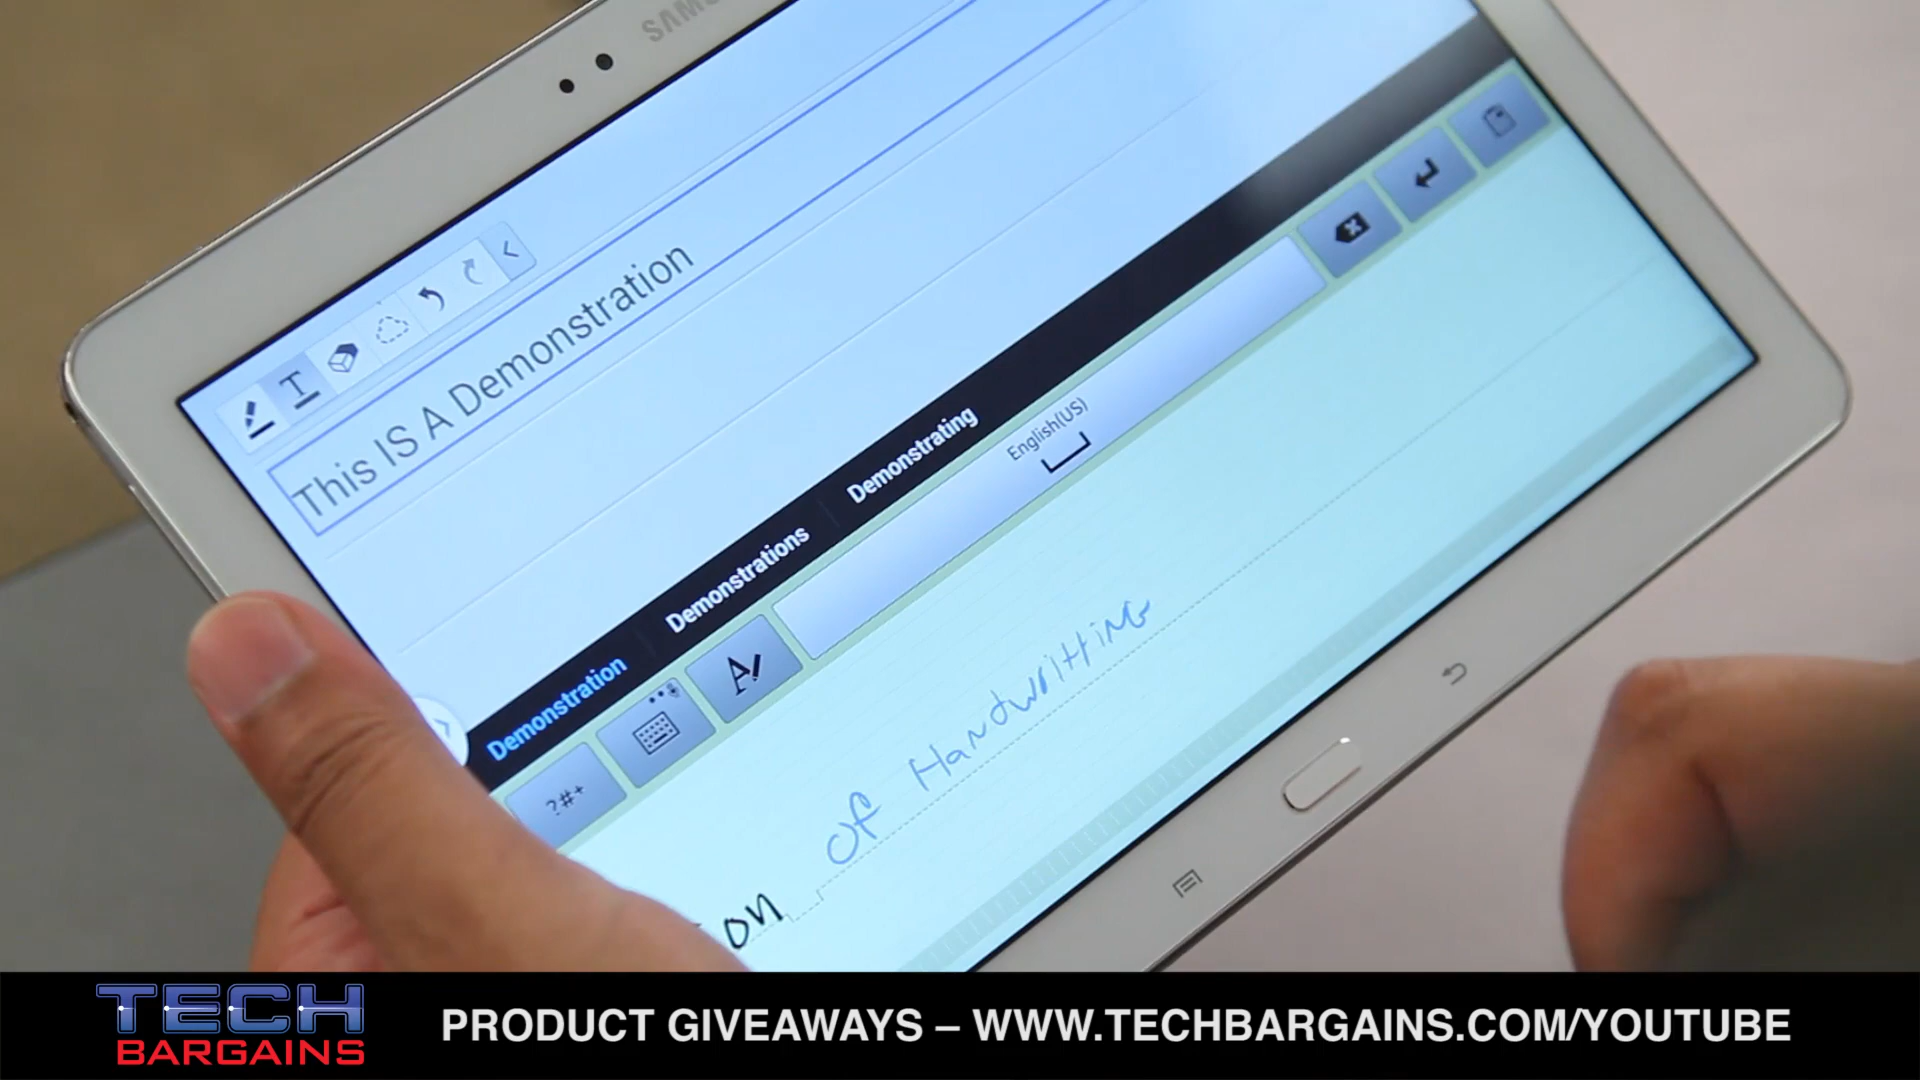 SAMSUNG
This IS A Demonstration
Demonstration Demonstrations Demonstrating
?#+
English(US)
on of Handwriting
TECH
BARGAINS
PRODUCT GIVEAWAYS – WWW.TECHBARGAINS.COM/YOUTUBE